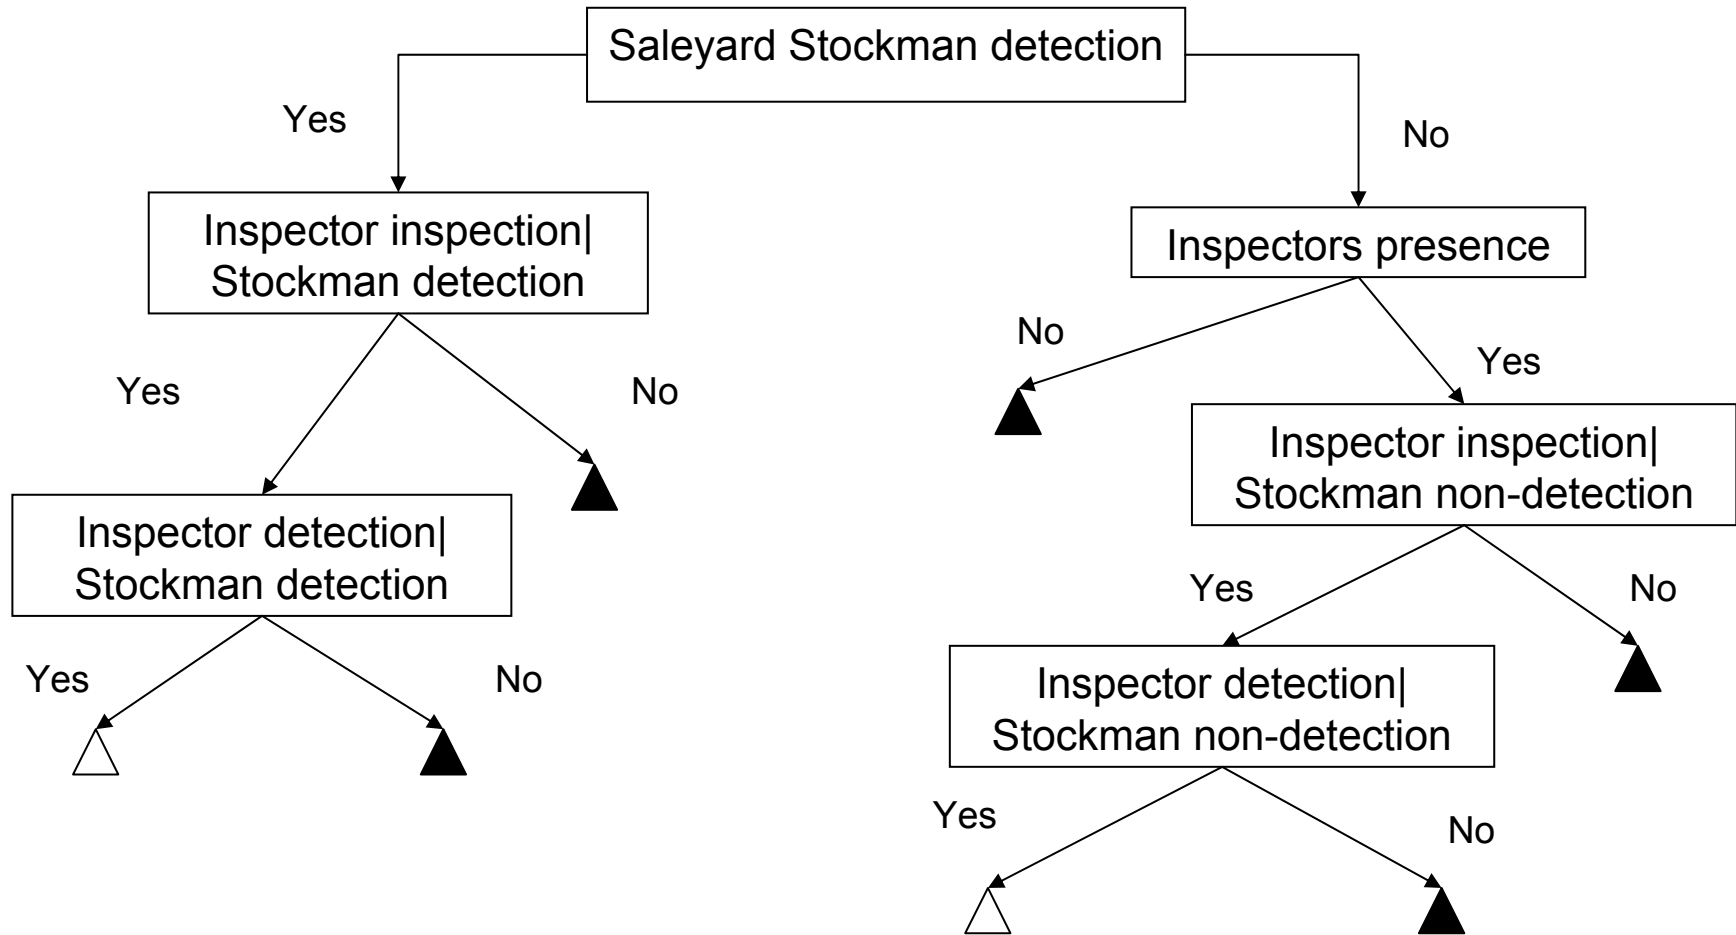 Saleyard Stockman detection
Yes
No
Inspector inspection|
Stockman detection
Inspectors presence
No
Yes
Yes
No
Inspector inspection|
Stockman non-detection
Inspector detection|
Stockman detection
Yes
No
Yes
No
Inspector detection|
Stockman non-detection
Yes
No